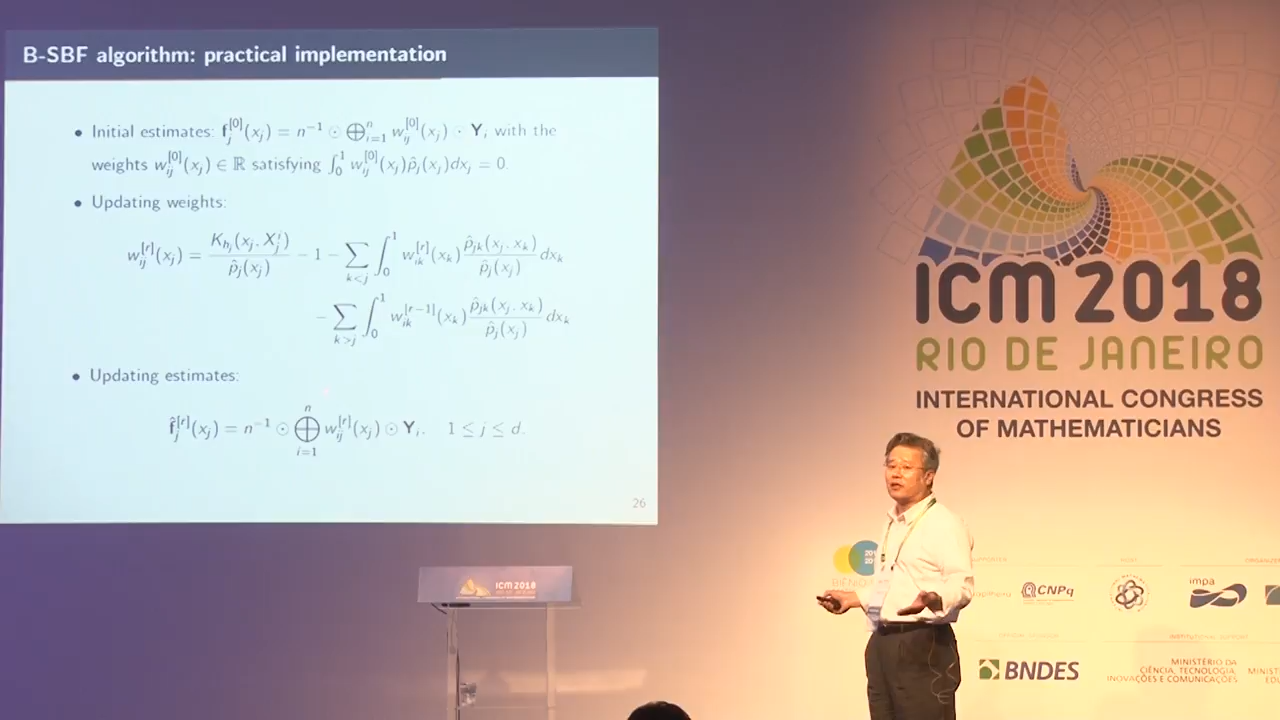 B-SBF algorithm: practical implementation
• Initial estimates: f_j^{[0]}(x_j) = n^{-1} ⊙ ⊕_{i=1}^n w_{ij}^{[0]}(x_j) ⊙ Y_i with the
weights w_{ij}^{[0]}(x_j) ∈ ℝ satisfying ∫_0^1 w_{ij}^{[0]}(x_j)p̂_j(x_j)dx_j = 0.
• Updating weights:
w_{ij}^{[r]}(x_j) = \frac{K_{h_j}(x_j, X_j^i)}{p̂_j(x_j)} − 1 − ∑_{k<j} ∫_0^1 w_{ik}^{[r]}(x_k) \frac{p̂_{jk}(x_j, x_k)}{p̂_j(x_j)} dx_k
− ∑_{k>j} ∫_0^1 w_{ik}^{[r−1]}(x_k) \frac{p̂_{jk}(x_j, x_k)}{p̂_j(x_j)} dx_k
• Updating estimates:
f̂_j^{[r]}(x_j) = n^{-1} ⊙ ⊕_{i=1}^n w_{ij}^{[r]}(x_j) ⊙ Y_i, 1 ≤ j ≤ d.
26
ICM 2018
RIO DE JANEIRO
INTERNATIONAL CONGRESS
OF MATHEMATICIANS
ICM 2018
CNPq
impa
BNDES
MINISTÉRIO DA
CIÊNCIA, TECNOLOGIA,
INOVAÇÕES E COMUNICAÇÕES